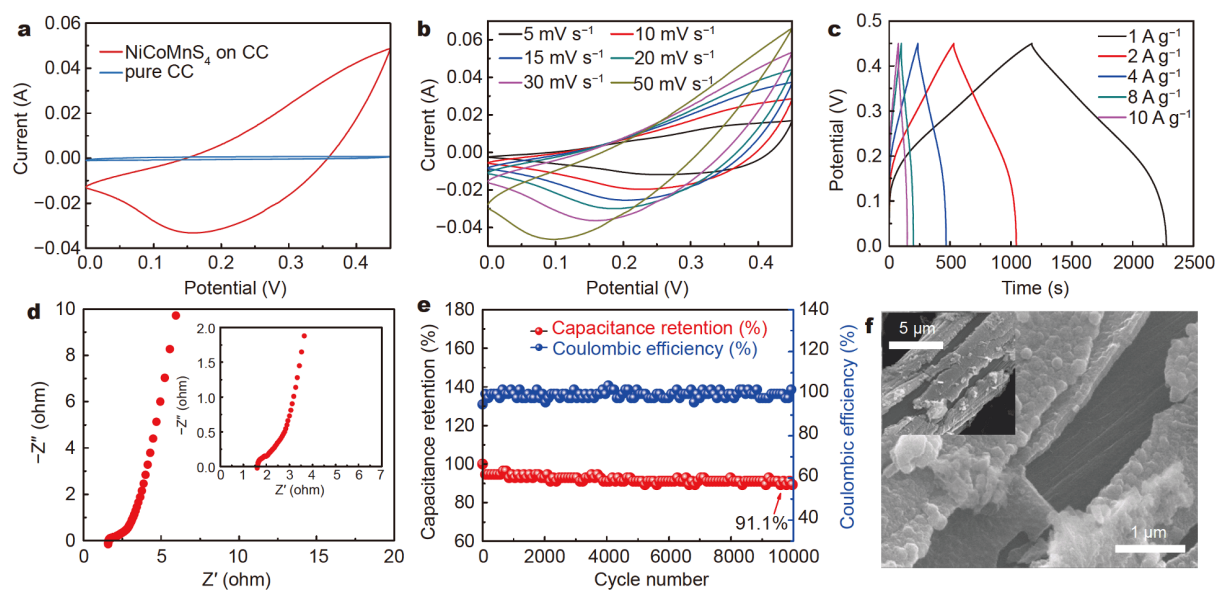 a
NiCoMnS₄ on CC
pure CC
Current (A)
0.06
0.04
0.02
0.00
−0.02
−0.04
0.0 0.1 0.2 0.3 0.4
Potential (V)
b
5 mV s⁻¹ 10 mV s⁻¹
15 mV s⁻¹ 20 mV s⁻¹
30 mV s⁻¹ 50 mV s⁻¹
Current (A)
0.06
0.04
0.02
0.00
−0.02
−0.04
0.0 0.1 0.2 0.3 0.4
Potential (V)
c
1 A g⁻¹
2 A g⁻¹
4 A g⁻¹
8 A g⁻¹
10 A g⁻¹
Potential (V)
0.5
0.4
0.3
0.2
0.1
0.0
0 500 1000 1500 2000 2500
Time (s)
d
−Z″ (ohm)
10
8
6
4
2
0
0 5 10 15 20
Z′ (ohm)
−Z″ (ohm)
2.0
1.5
1.0
0.5
0.0
0 1 2 3 4 5 6 7
Z′ (ohm)
e
Capacitance retention (%)
Coulombic efficiency (%)
Capacitance retention (%)
180
160
140
120
100
80
60
91.1%
0 2000 4000 6000 8000 10000
Cycle number
140
120
100
80
60
40
Coulombic efficiency (%)
f
5 μm
1 μm